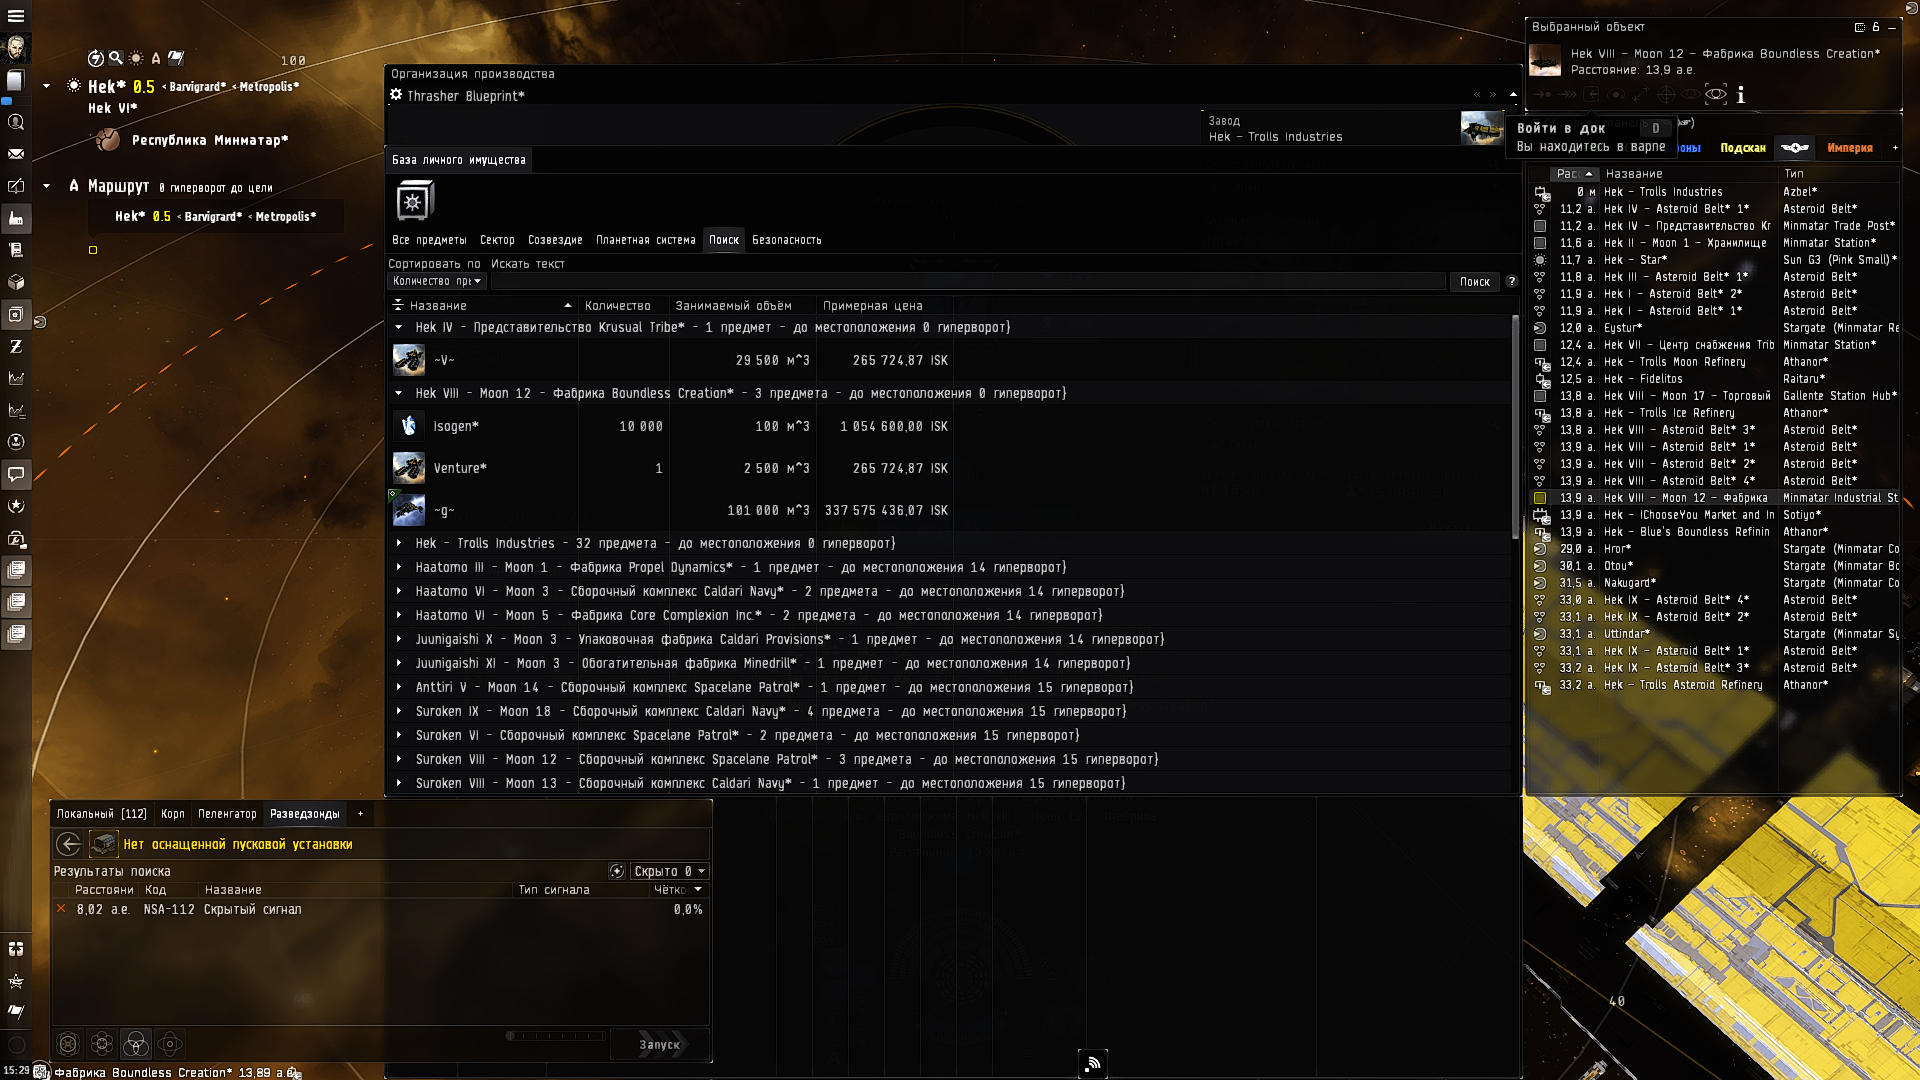 100
Hek* 0.5 < Barvigrard* < Metropolis*
Hek VI*
Республика Минматар*
Маршрут 0 гиперворот до цели
Hek* 0.5 < Barvigrard* < Metropolis*
Организация производства
Thrasher Blueprint*
Завод
Hek - Trolls Industries
База личного имущества
Все предметы Сектор Созвездие Планетная система Поиск Безопасность
Сортировать по Искать текст
Поиск
Название Количество Занимаемый объём Примерная цена
Hek IV - Представительство Krusual Tribe* - 1 предмет - до местоположения 0 гиперворот}
~V~ 29 500 м^3 265 724,87 ISK
Hek VIII - Moon 12 - Фабрика Boundless Creation* - 3 предмета - до местоположения 0 гиперворот}
Isogen* 10 000 100 м^3 1 054 600,00 ISK
Venture* 1 2 500 м^3 265 724,87 ISK
~g~ 101 000 м^3 337 575 436,07 ISK
Hek - Trolls Industries - 32 предмета - до местоположения 0 гиперворот}
Haatomo III - Moon 1 - Фабрика Propel Dynamics* - 1 предмет - до местоположения 14 гиперворот}
Haatomo VI - Moon 3 - Сборочный комплекс Caldari Navy* - 2 предмета - до местоположения 14 гиперворот}
Haatomo VI - Moon 5 - Фабрика Core Complexion Inc.* - 2 предмета - до местоположения 14 гиперворот}
Juunigaishi X - Moon 3 - Упаковочная фабрика Caldari Provisions* - 1 предмет - до местоположения 14 гиперворот}
Juunigaishi XI - Moon 3 - Обогатительная фабрика Minedrill* - 1 предмет - до местоположения 14 гиперворот}
Anttiri V - Moon 14 - Сборочный комплекс Spacelane Patrol* - 1 предмет - до местоположения 15 гиперворот}
Suroken IX - Moon 18 - Сборочный комплекс Caldari Navy* - 4 предмета - до местоположения 15 гиперворот}
Suroken VI - Сборочный комплекс Spacelane Patrol* - 2 предмета - до местоположения 15 гиперворот}
Suroken VIII - Moon 12 - Сборочный комплекс Spacelane Patrol* - 3 предмета - до местоположения 15 гиперворот}
Suroken VIII - Moon 13 - Сборочный комплекс Caldari Navy* - 1 предмет - до местоположения 15 гиперворот}
Выбранный объект
Hek VIII - Moon 12 - Фабрика Boundless Creation*
Расстояние: 13,9 а.е.
Войти в док D
Вы находитесь в варпе
Подскан Империя +
Расс Название Тип
0 м Hek - Trolls Industries Azbel*
11,2 а. Hek IV - Asteroid Belt* 1* Asteroid Belt*
11,2 а. Hek IV - Представительство Kr Minmatar Trade Post*
11,6 а. Hek II - Moon 1 - Хранилище Minmatar Station*
11,7 а. Hek - Star* Sun G3 (Pink Small)*
11,8 а. Hek III - Asteroid Belt* 1* Asteroid Belt*
11,9 а. Hek I - Asteroid Belt* 2* Asteroid Belt*
11,9 а. Hek I - Asteroid Belt* 1* Asteroid Belt*
12,0 а. Eystur* Stargate (Minmatar Re
12,4 а. Hek VII - Центр снабжения Trib Minmatar Station*
12,4 а. Hek - Trolls Moon Refinery Athanor*
12,5 а. Hek - Fidelitos Raitaru*
13,8 а. Hek VIII - Moon 17 - Торговый Gallente Station Hub*
13,8 а. Hek - Trolls Ice Refinery Athanor*
13,8 а. Hek VIII - Asteroid Belt* 3* Asteroid Belt*
13,9 а. Hek VIII - Asteroid Belt* 1* Asteroid Belt*
13,9 а. Hek VIII - Asteroid Belt* 2* Asteroid Belt*
13,9 а. Hek VIII - Asteroid Belt* 4* Asteroid Belt*
13,9 а. Hek VIII - Moon 12 - Фабрика Minmatar Industrial St
13,9 а. Hek - IChooseYou Market and In Sotiyo*
13,9 а. Hek - Blue's Boundless Refinin Athanor*
29,0 а. Hror* Stargate (Minmatar Co
30,1 а. Otou* Stargate (Minmatar Bo
31,5 а. Nakugard* Stargate (Minmatar Co
33,0 а. Hek IX - Asteroid Belt* 4* Asteroid Belt*
33,1 а. Hek IX - Asteroid Belt* 2* Asteroid Belt*
33,1 а. Uttindar* Stargate (Minmatar Sy
33,1 а. Hek IX - Asteroid Belt* 1* Asteroid Belt*
33,2 а. Hek IX - Asteroid Belt* 3* Asteroid Belt*
33,2 а. Hek - Trolls Asteroid Refinery Athanor*
Локальный [112] Корп Пеленгатор Разведзонды +
Нет оснащенной пусковой установки
Результаты поиска Скрыто 0
Расстояни Код Название Тип сигнала Чётко
8,02 а.е. NSA-112 Скрытый сигнал 0,0%
Запуск
40
15:29 Фабрика Boundless Creation* 13,89 а.е.